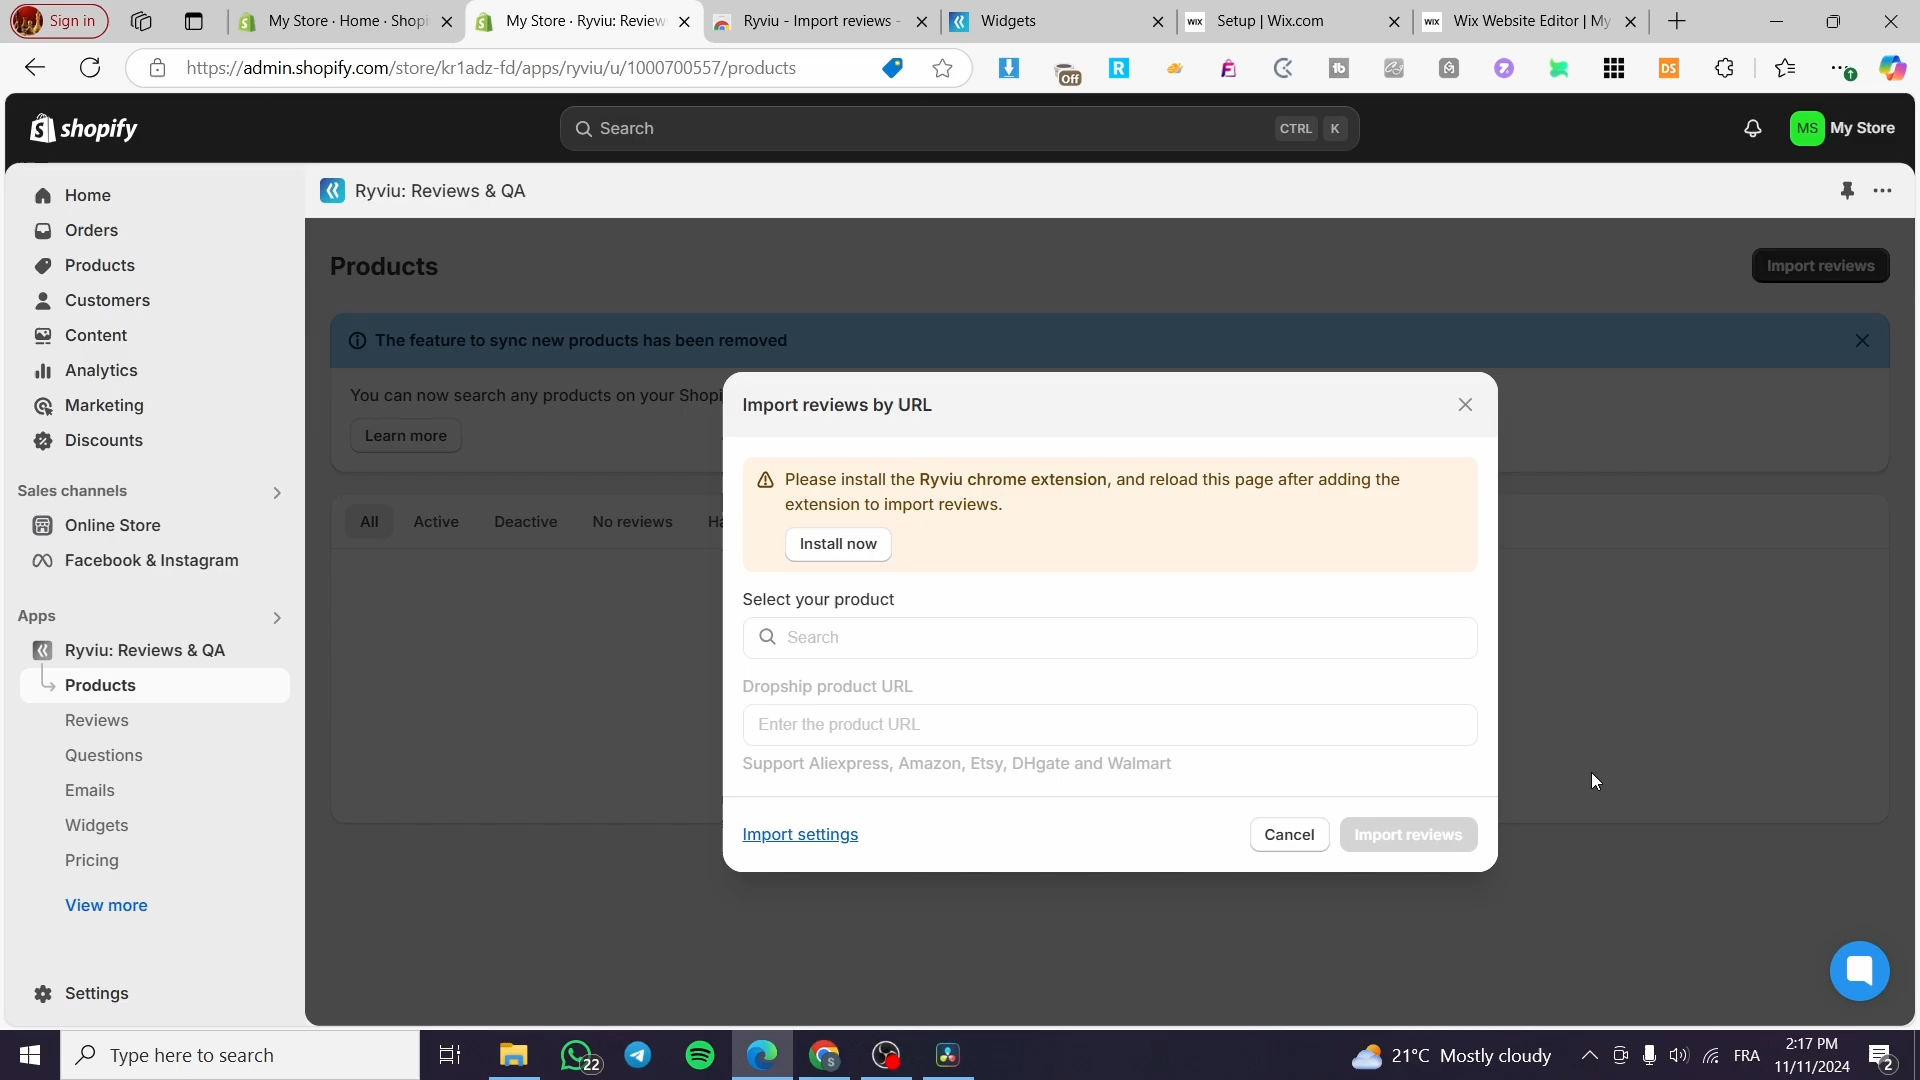 Sign in
My Store · Home · Shopi
My Store · Ryviu: Review
Ryviu - Import reviews -
Widgets
WIX
Setup | Wix.com
WIX
Wix Website Editor | My
https://admin.shopify.com/store/kr1adz-fd/apps/ryviu/u/1000700557/products
Off
R
tb
DS
shopify
Search
CTRL K
MS
My Store
Home
Orders
Products
Customers
Content
Analytics
Marketing
Discounts
Sales channels
Online Store
Facebook & Instagram
Apps
Ryviu: Reviews & QA
Products
Reviews
Questions
Emails
Widgets
Pricing
View more
Settings
Ryviu: Reviews & QA
Products
Import reviews
The feature to sync new products has been removed
You can now search any products on your Shopi
Learn more
All
Active
Deactive
No reviews
Ha
Import reviews by URL
Please install the Ryviu chrome extension, and reload this page after adding the
extension to import reviews.
Install now
Select your product
Search
Dropship product URL
Enter the product URL
Support Aliexpress, Amazon, Etsy, DHgate and Walmart
Import settings
Cancel
Import reviews
Type here to search
22
S
21°C Mostly cloudy
FRA
2:17 PM
11/11/2024
2